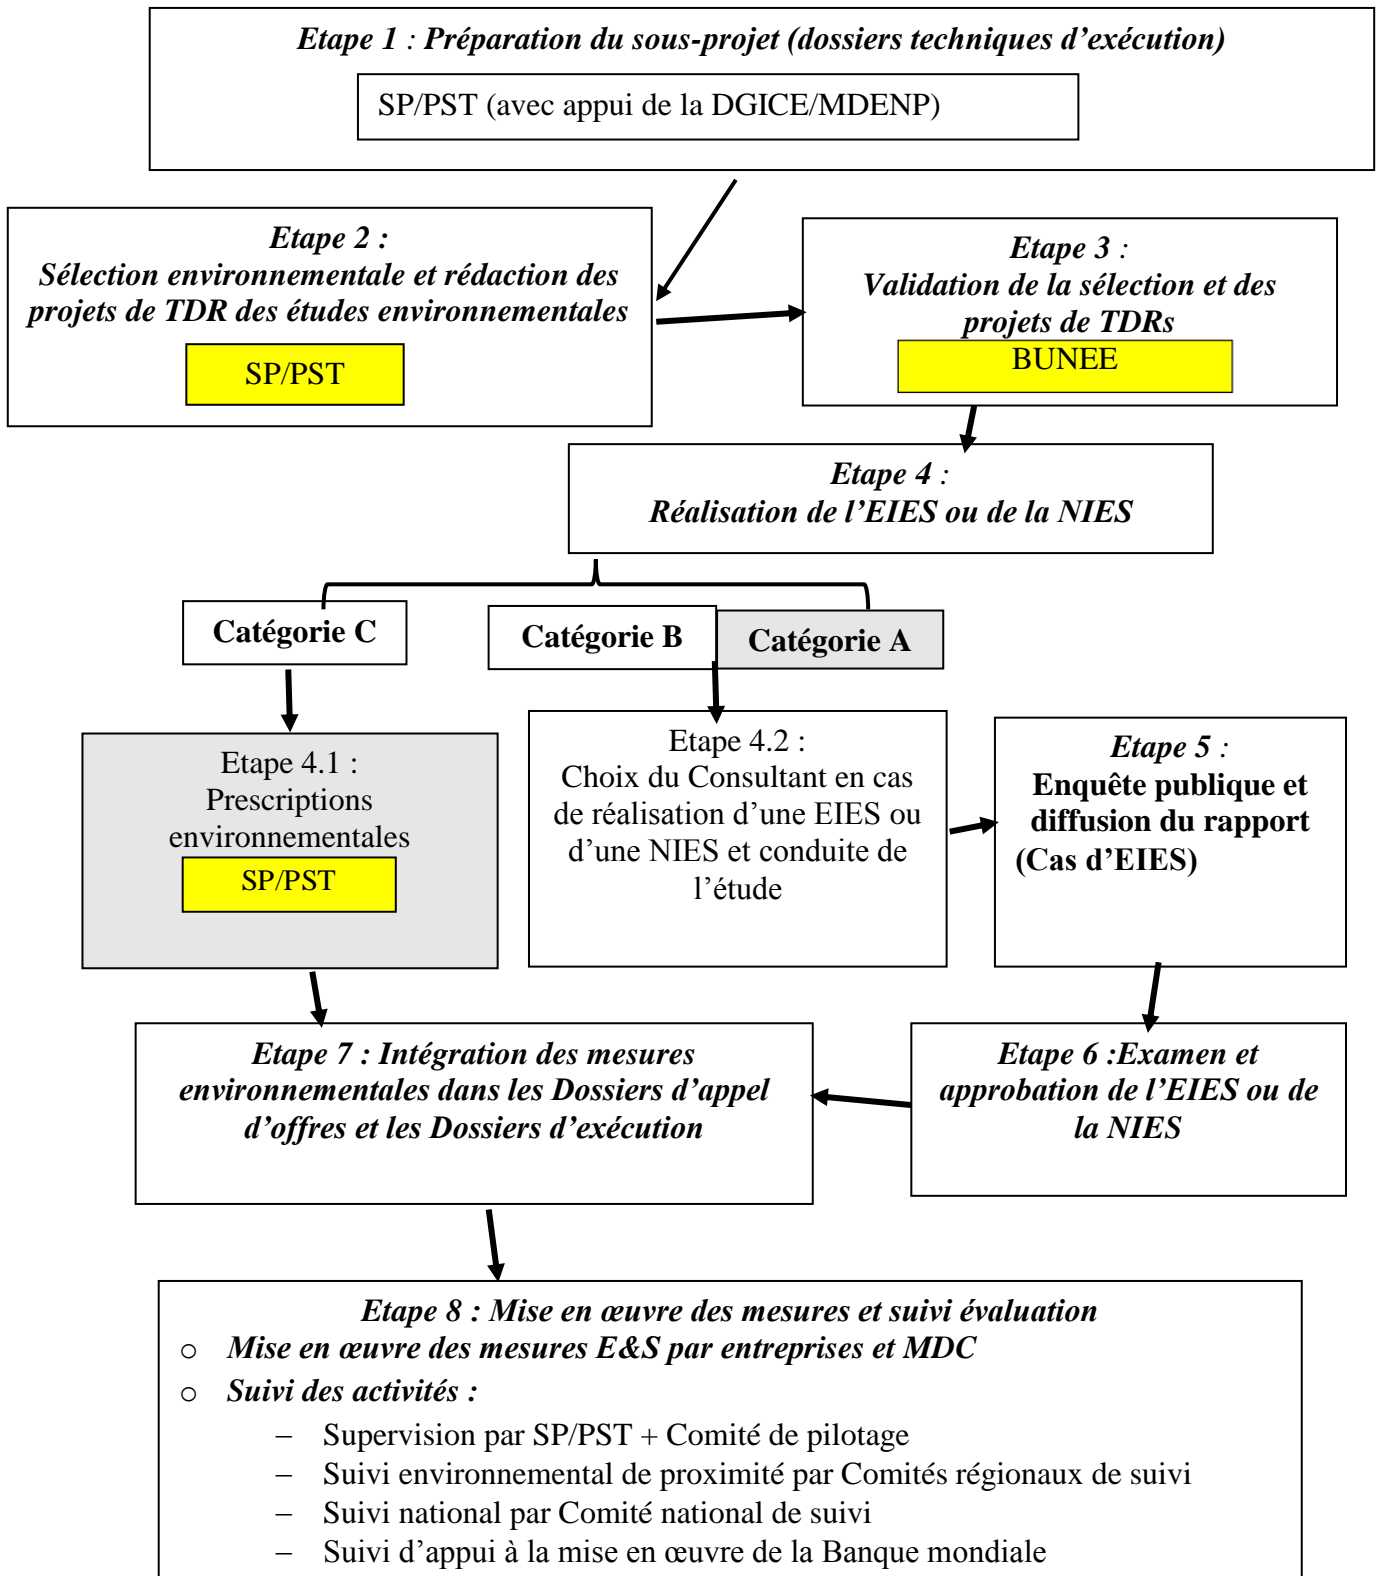 Etape 1 : Préparation du sous-projet (dossiers techniques d’exécution)
SP/PST (avec appui de la DGICE/MDENP)
Etape 2 :
Sélection environnementale et rédaction des
projets de TDR des études environnementales
SP/PST
Etape 3 :
Validation de la sélection et des
projets de TDRs
BUNEE
Etape 4 :
Réalisation de l’EIES ou de la NIES
Catégorie C
Catégorie B
Catégorie A
Etape 4.1 :
Prescriptions
environnementales
SP/PST
Etape 4.2 :
Choix du Consultant en cas
de réalisation d’une EIES ou
d’une NIES et conduite de
l’étude
Etape 5 :
Enquête publique et
diffusion du rapport
(Cas d’EIES)
Etape 7 : Intégration des mesures
environnementales dans les Dossiers d’appel
d’offres et les Dossiers d’exécution
Etape 6 :Examen et
approbation de l’EIES ou de
la NIES
Etape 8 : Mise en œuvre des mesures et suivi évaluation
o Mise en œuvre des mesures E&S par entreprises et MDC
o Suivi des activités :
– Supervision par SP/PST + Comité de pilotage
– Suivi environnemental de proximité par Comités régionaux de suivi
– Suivi national par Comité national de suivi
– Suivi d’appui à la mise en œuvre de la Banque mondiale